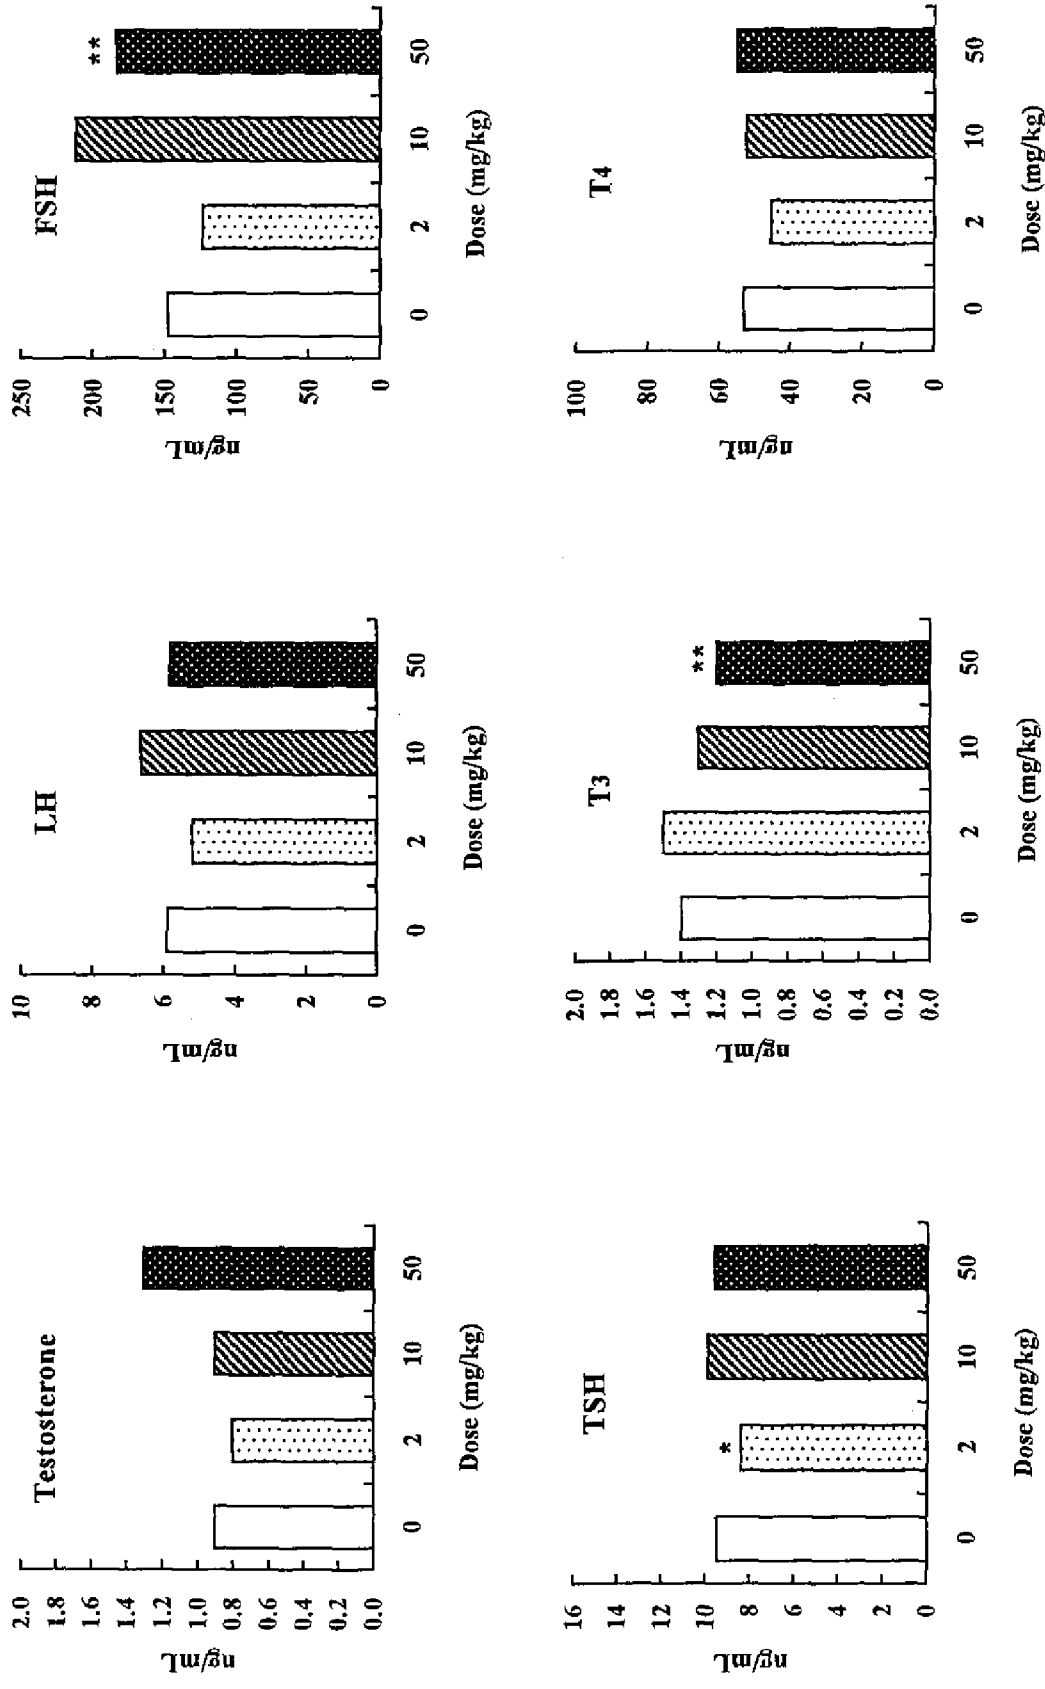 Testosterone
ng/mL
2.0
1.8
1.6
1.4
1.2
1.0
0.8
0.6
0.4
0.2
0.0
0 2 10 50
Dose (mg/kg)
LH
ng/mL
10
8
6
4
2
0
0 2 10 50
Dose (mg/kg)
FSH
**
ng/mL
250
200
150
100
50
0
0 2 10 50
Dose (mg/kg)
TSH
*
ng/mL
16
14
12
10
8
6
4
2
0
0 2 10 50
Dose (mg/kg)
T3
**
ng/mL
2.0
1.8
1.6
1.4
1.2
1.0
0.8
0.6
0.4
0.2
0.0
0 2 10 50
Dose (mg/kg)
T4
ng/mL
100
80
60
40
20
0
0 2 10 50
Dose (mg/kg)